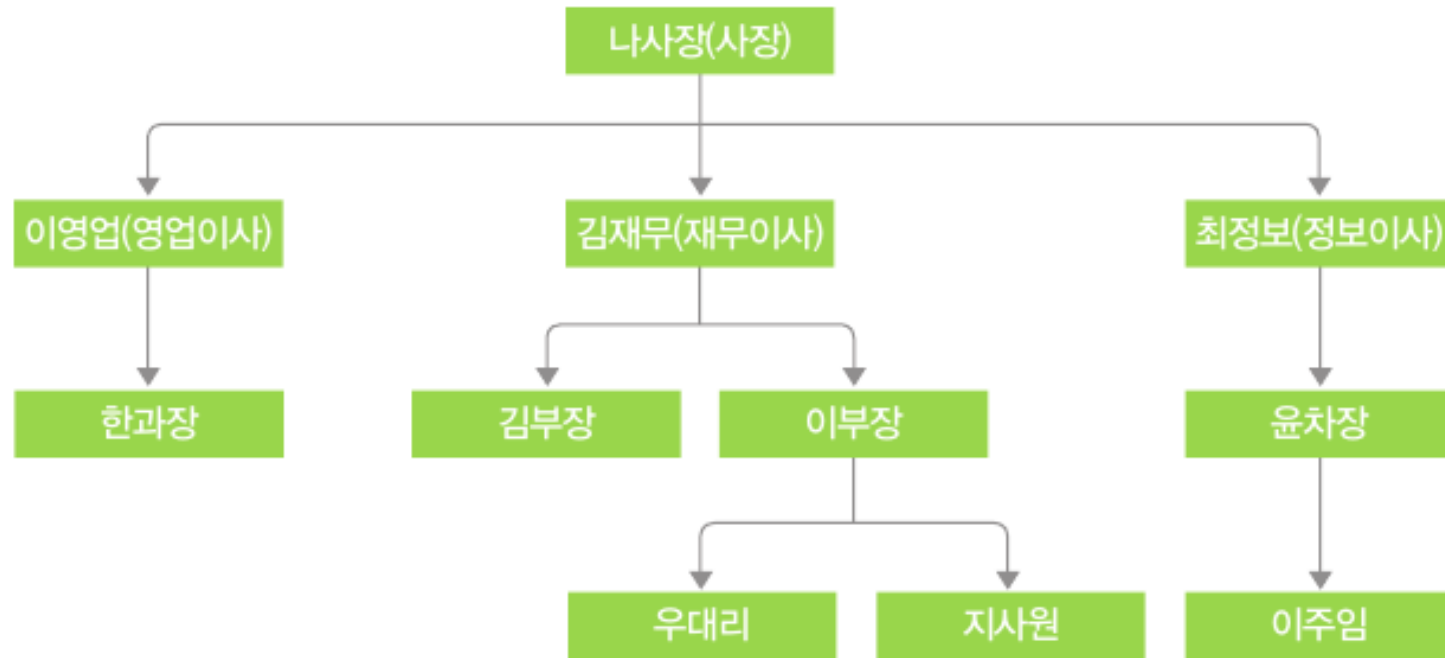 나사장(사장)
이영업(영업이사)
김재무(재무이사)
최정보(정보이사)
한과장
김부장
이부장
윤차장
우대리
지사원
이주임